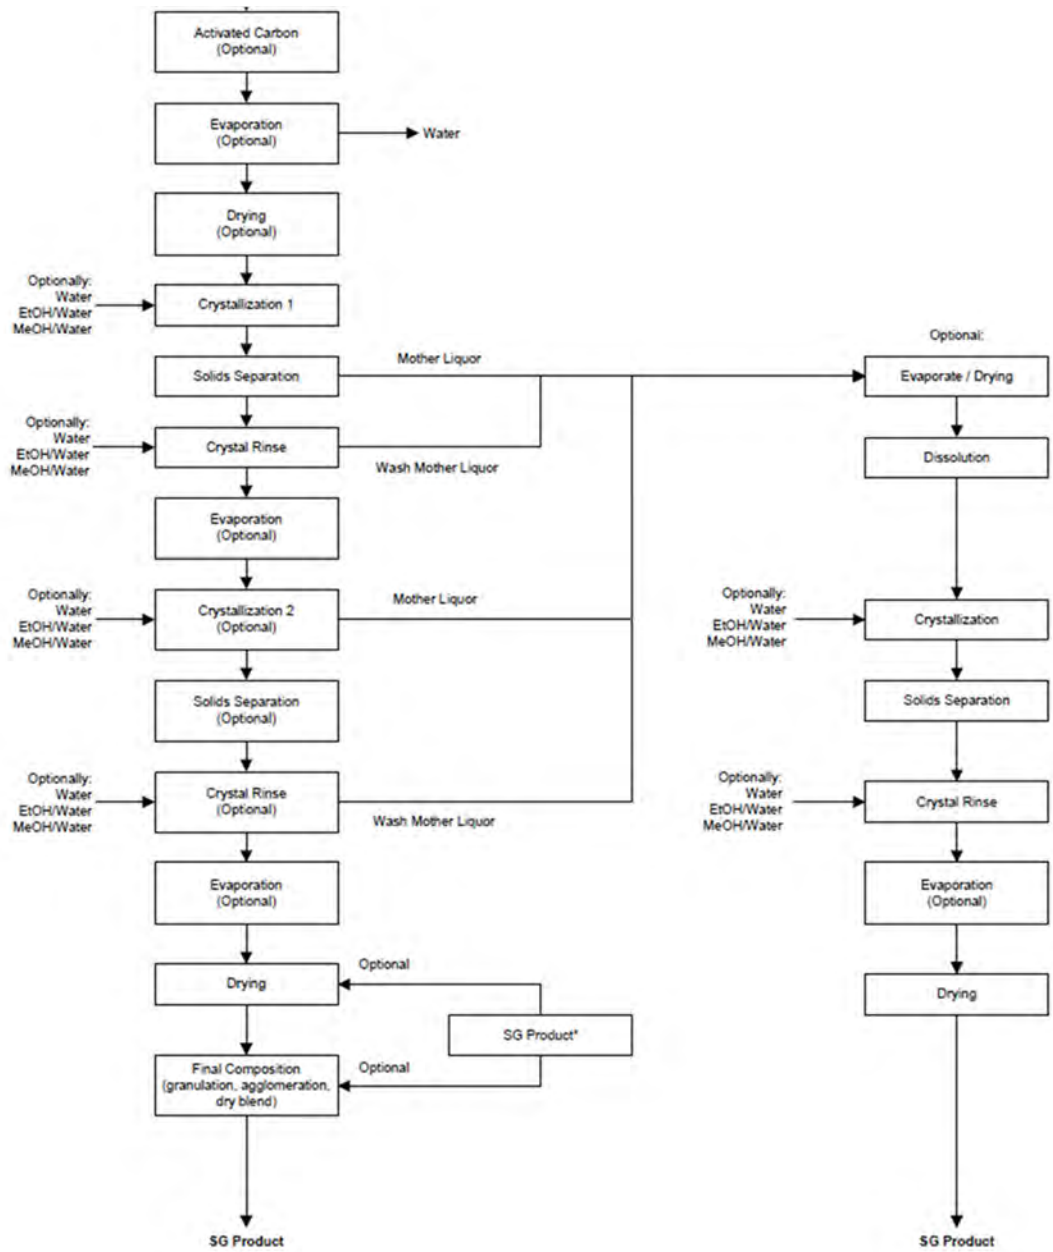 Activated Carbon
(Optional)
Evaporation
(Optional)
Water
Drying
(Optional)
Optionally:
Water
EtOH/Water
MeOH/Water
Crystallization 1
Solids Separation
Mother Liquor
Optionally:
Water
EtOH/Water
MeOH/Water
Crystal Rinse
Wash Mother Liquor
Evaporation
(Optional)
Optionally:
Water
EtOH/Water
MeOH/Water
Crystallization 2
(Optional)
Mother Liquor
Solids Separation
(Optional)
Optionally:
Water
EtOH/Water
MeOH/Water
Crystal Rinse
(Optional)
Wash Mother Liquor
Evaporation
(Optional)
Drying
Optional
SG Product*
Final Composition
(granulation, agglomeration,
dry blend)
Optional
SG Product
Optional:
Evaporate / Drying
Dissolution
Optionally:
Water
EtOH/Water
MeOH/Water
Crystallization
Solids Separation
Optionally:
Water
EtOH/Water
MeOH/Water
Crystal Rinse
Evaporation
(Optional)
Drying
SG Product